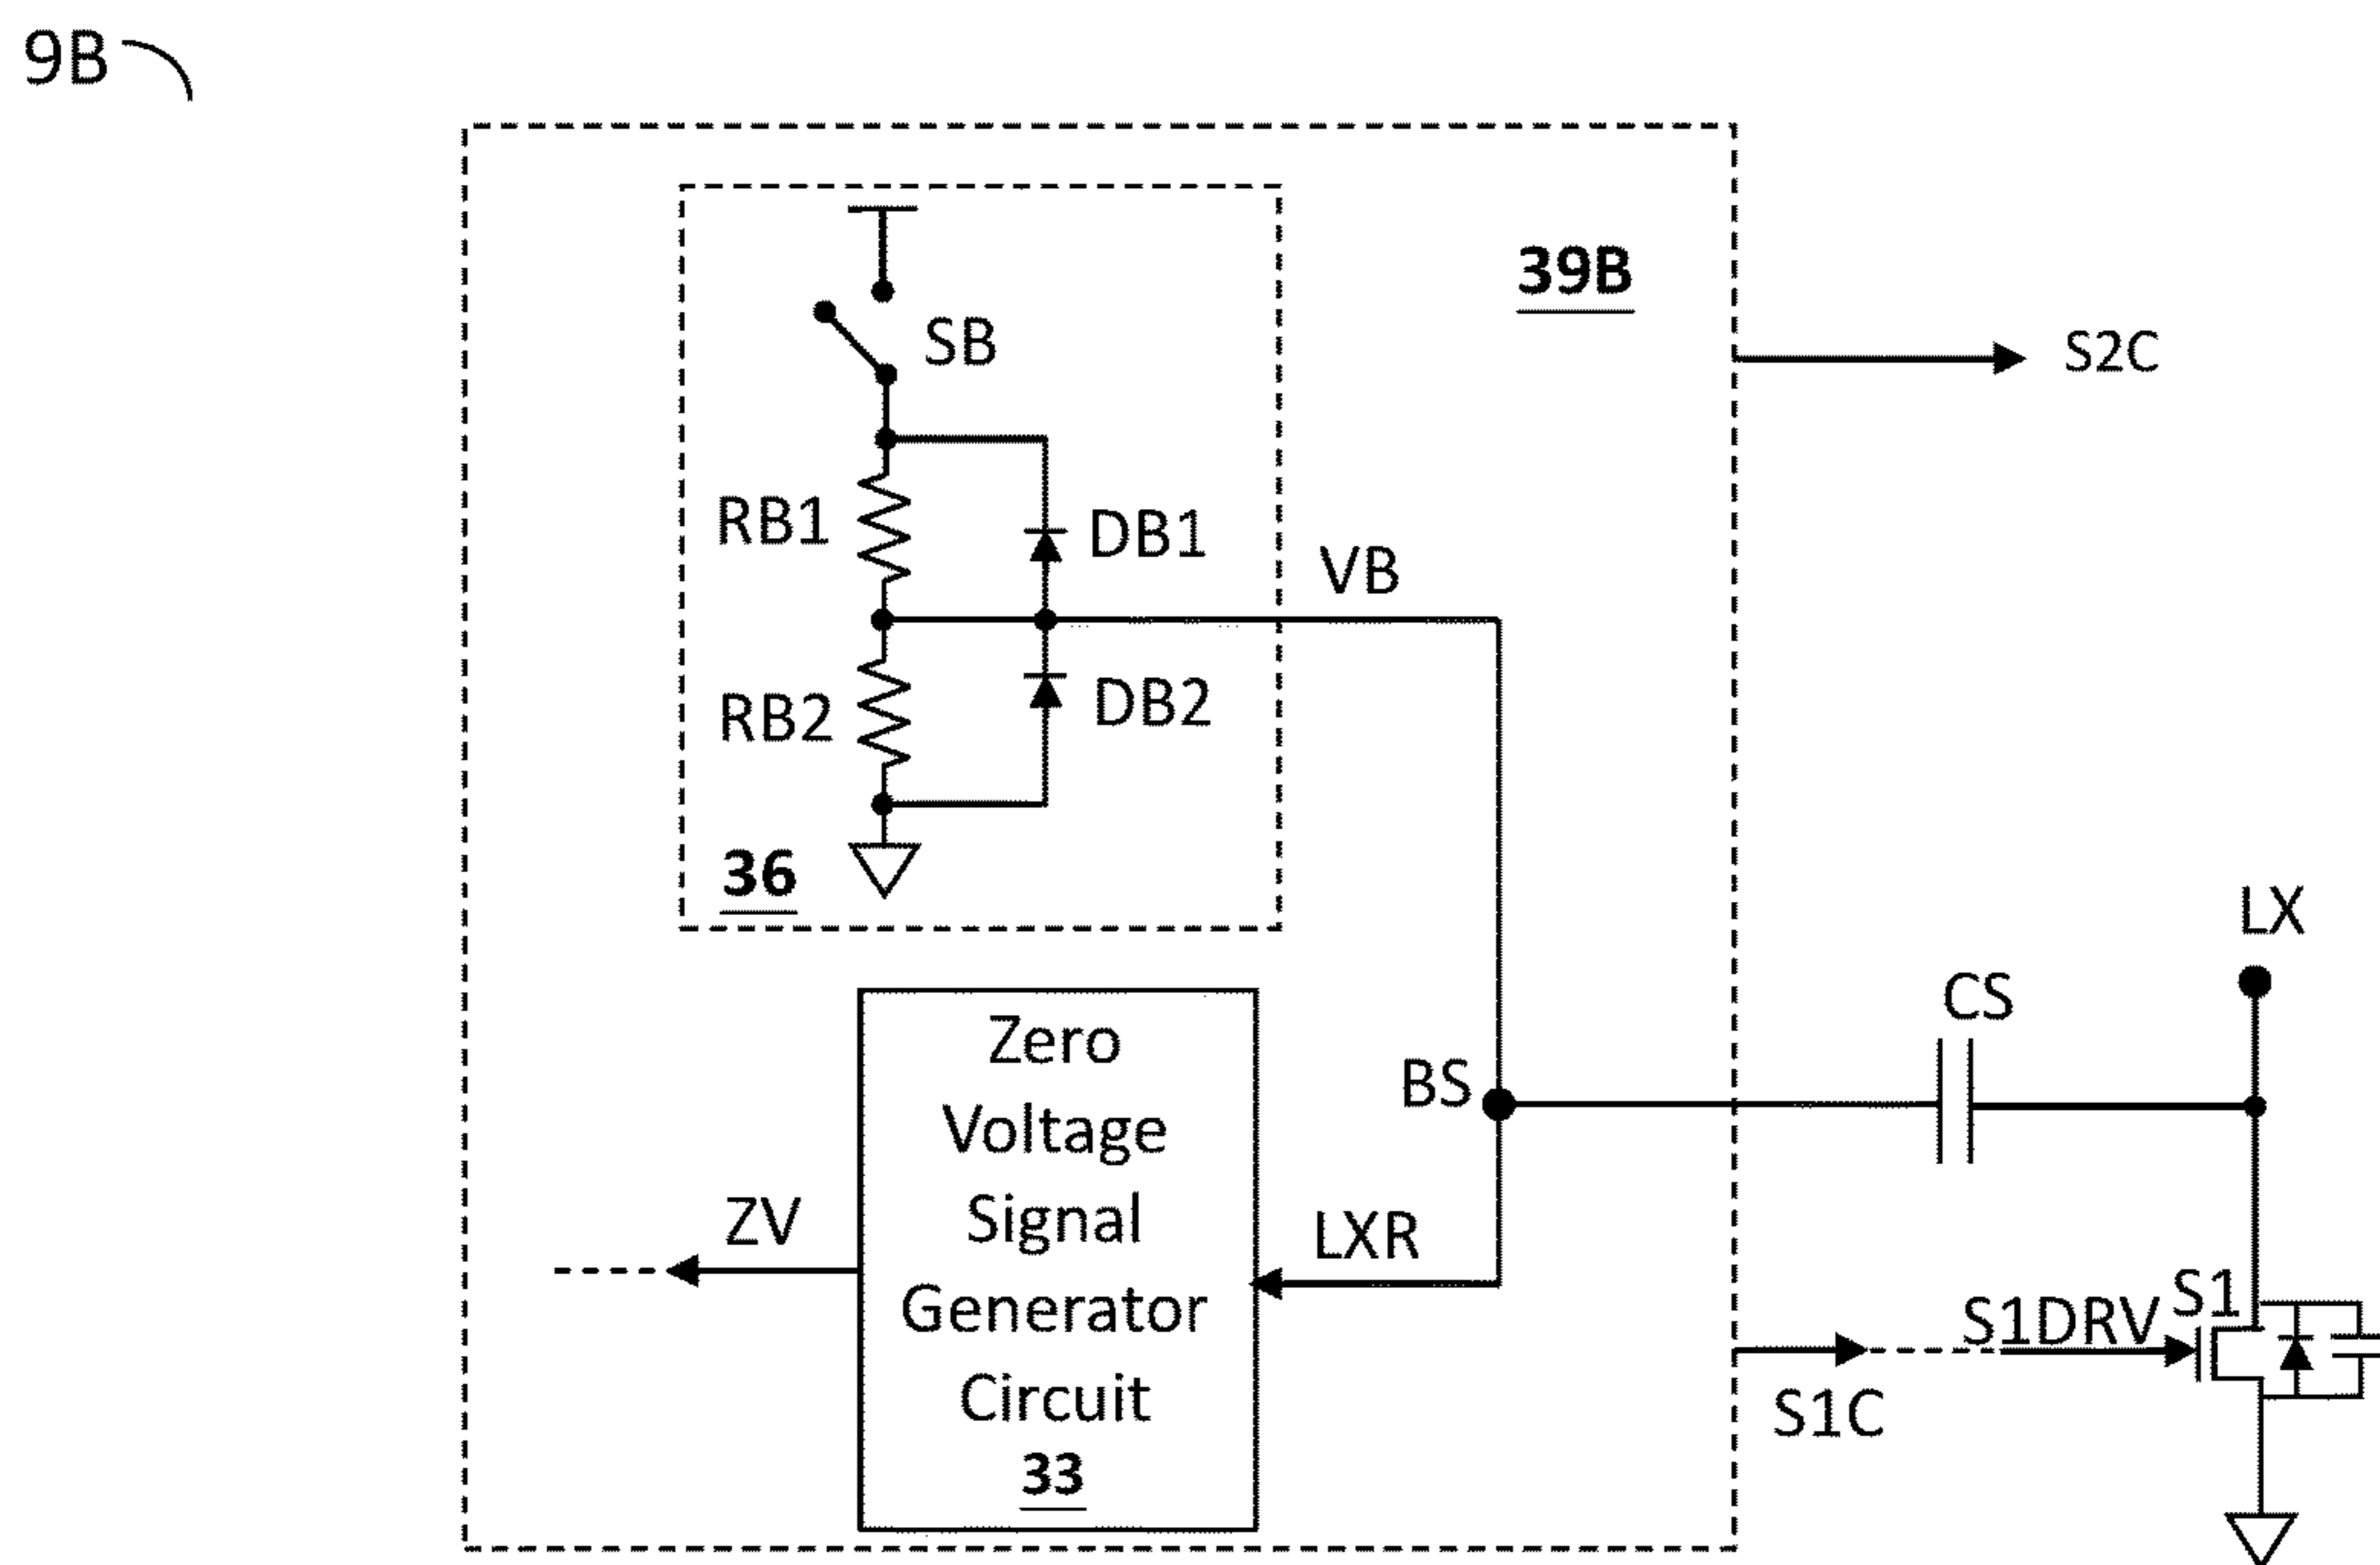 9B
39B
SB
S2C
RB1
DB1
VB
RB2
DB2
36
LX
CS
Zero
Voltage
Signal
Generator
Circuit
33
BS
ZV
LXR
S1DRV
S1
S1C